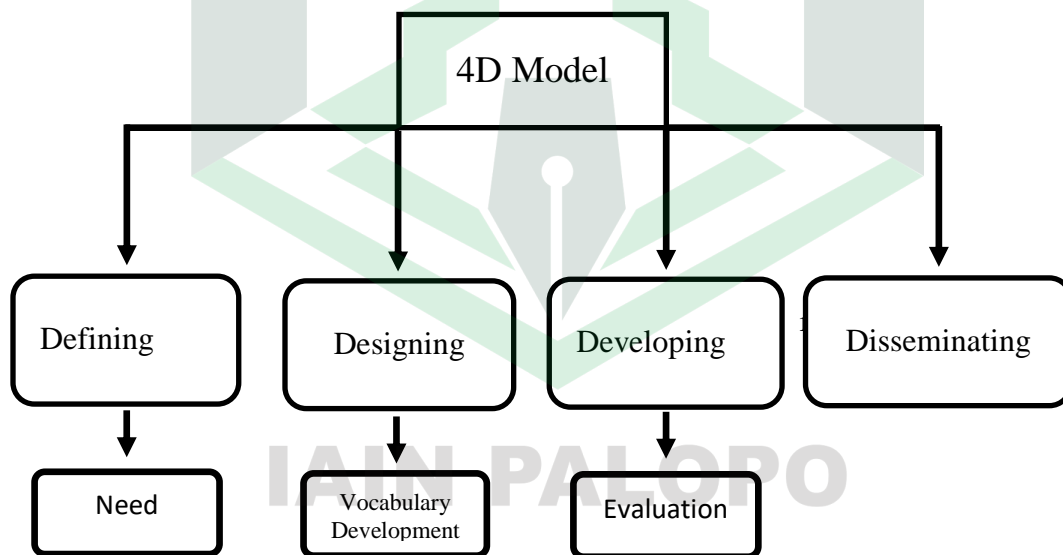 4D Model
Defining
Designing
Developing
Disseminating
IAIN PALOPO
Need
Vocabulary
Development
Evaluation